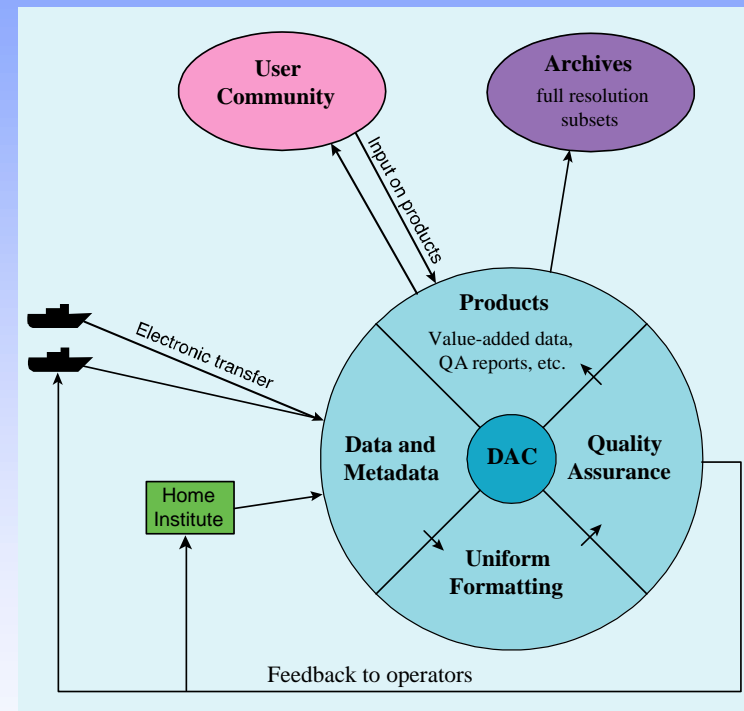 User
Community
Archives
full resolution
subsets
Input on products
Products
Value-added data,
QA reports, etc.
Electronic transfer
Data and
Metadata
DAC
Quality
Assurance
Home
Institute
Uniform
Formatting
Feedback to operators